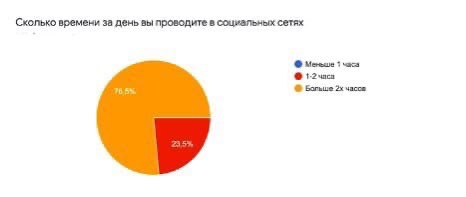 Сколько времени за день вы проводите в социальных сетях
Меньше 1 часа
1-2 часа
Больше 2х часов
76,5%
23,5%